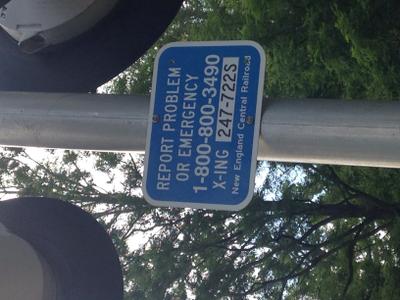 REPORT PROBLEM
OR EMERGENCY
1-800-800-3490
X-ING 247-722S
New England Central Railroad